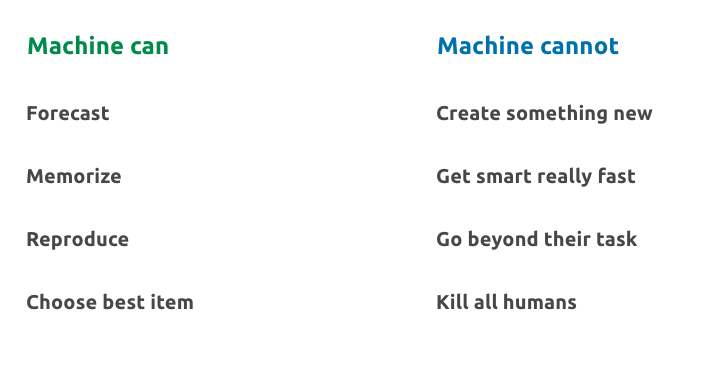 Machine can
Machine cannot
Forecast
Create something new
Memorize
Get smart really fast
Reproduce
Go beyond their task
Choose best item
Kill all humans